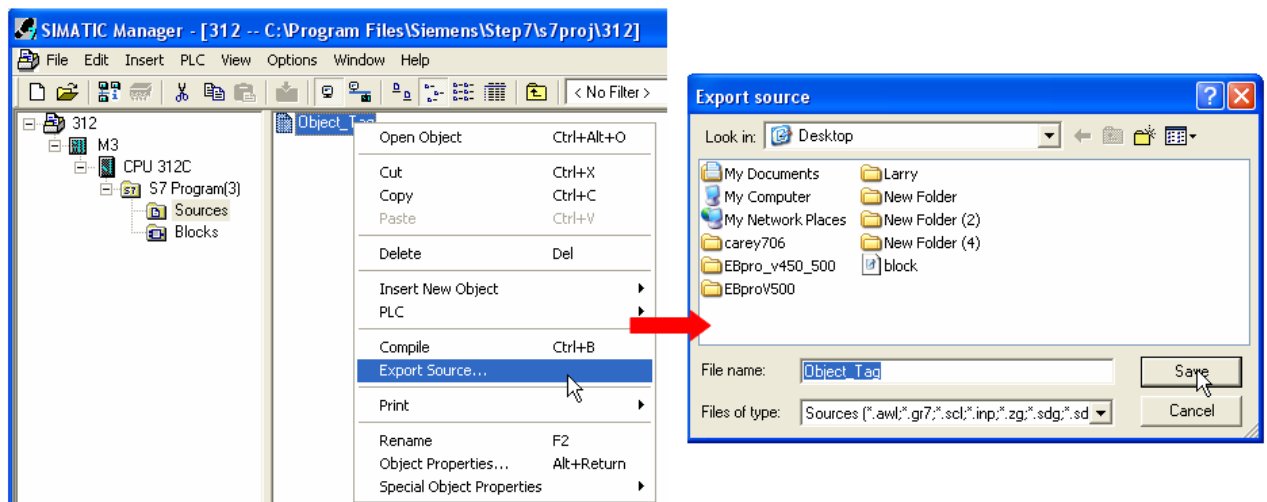 SIMATIC Manager - [312 -- C:\Program Files\Siemens\Step7\s7proj\312]
File Edit Insert PLC View Options Window Help
< No Filter >
312
M3
CPU 312C
S7 Program(3)
Sources
Blocks
Object_Tag
Open Object Ctrl+Alt+O
Cut Ctrl+X
Copy Ctrl+C
Paste Ctrl+V
Delete Del
Insert New Object
PLC
Compile Ctrl+B
Export Source...
Print
Rename F2
Object Properties... Alt+Return
Special Object Properties
Export source
Look in: Desktop
My Documents
My Computer
My Network Places
carey706
EBpro_v450_500
EBproV500
Larry
New Folder
New Folder (2)
New Folder (4)
block
File name: Object_Tag
Save
Files of type: Sources (*.awl;*.gr7;*.scl;*.inp;*.zg;*.sdg;*.sd
Cancel